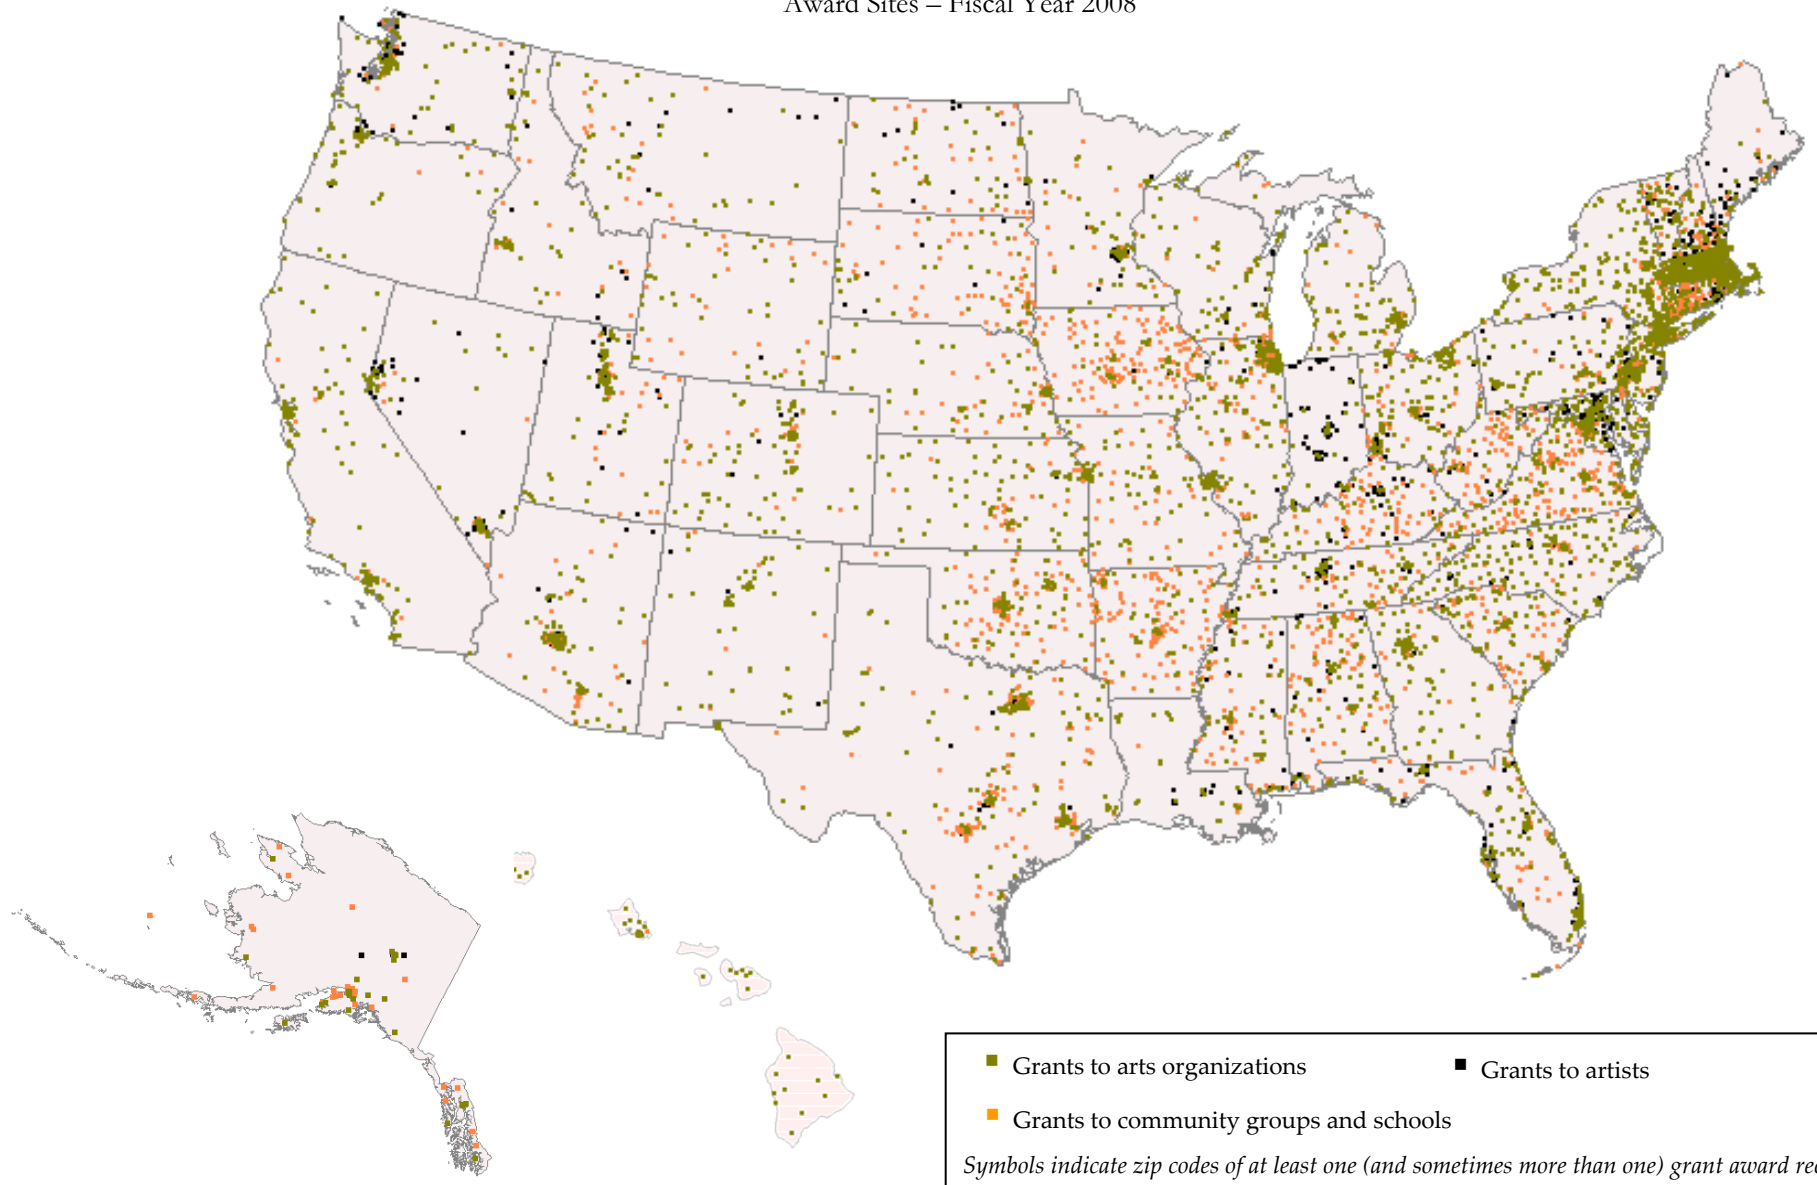 Award Sites – Fiscal Year 2008
Grants to arts organizations
Grants to artists
Grants to community groups and schools
Symbols indicate zip codes of at least one (and sometimes more than one) grant award